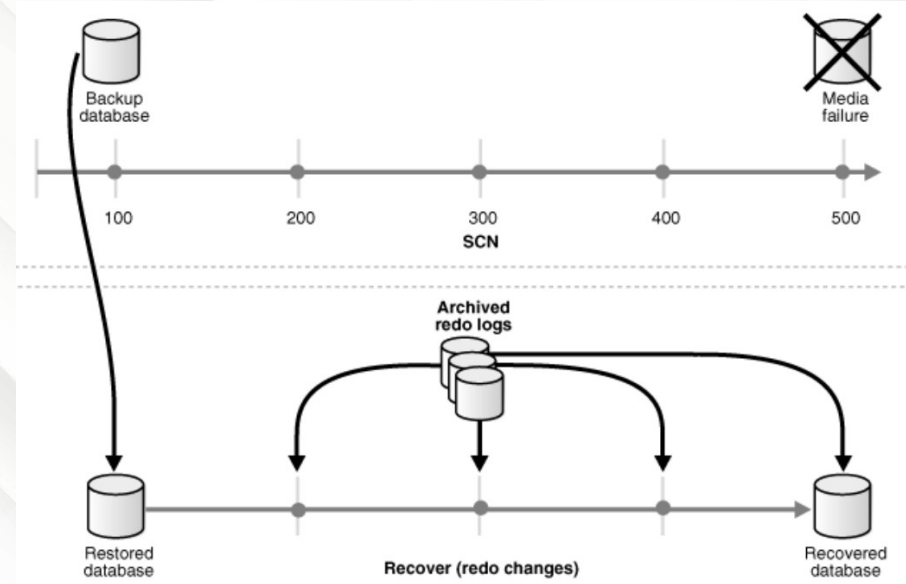 Backup
database
Media
failure
100
200
300
400
500
SCN
Archived
redo logs
Restored
database
Recover (redo changes)
Recovered
database